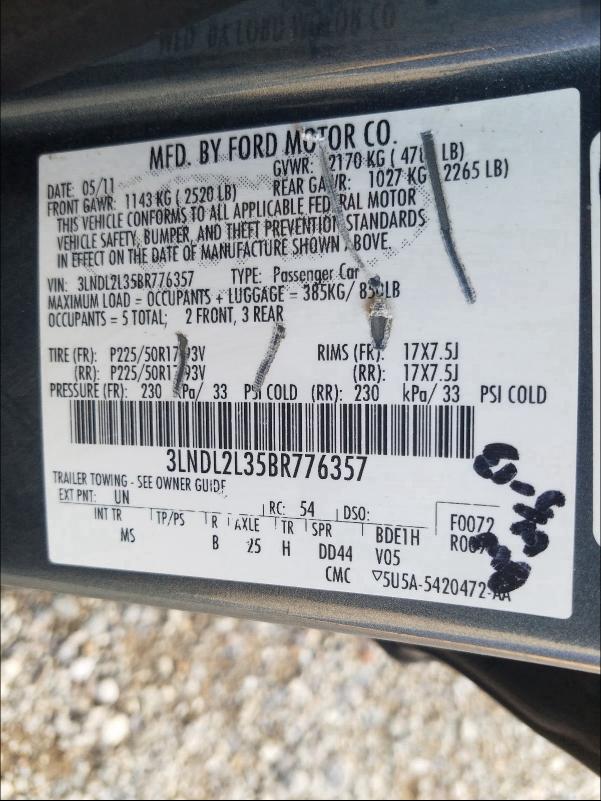 MFD. BY FORD MOTOR CO.
DATE: 05/11 GVWR: 2170 KG ( LB)
FRONT GAWR: 1143 KG ( 2520 LB) REAR GAWR: 1027 KG 2265 LB)
THIS VEHICLE CONFORMS TO ALL APPLICABLE FEDERAL MOTOR
VEHICLE SAFETY, BUMPER, AND THEFT PREVENTION STANDARDS
IN EFFECT ON THE DATE OF MANUFACTURE SHOWN ABOVE.
VIN: 3LNDL2L35BR776357 TYPE: Passenger Car
MAXIMUM LOAD = OCCUPANTS + LUGGAGE = 385KG/ 850LB
OCCUPANTS = 5 TOTAL; 2 FRONT, 3 REAR
TIRE (FR): P225/50R17 93V RIMS (FR): 17X7.5J
(RR): P225/50R17 93V (RR): 17X7.5J
PRESSURE (FR): 230 kPa/ 33 PSI COLD (RR): 230 kPa/ 33 PSI COLD
3LNDL2L35BR776357
TRAILER TOWING - SEE OWNER GUIDE
EXT PNT: UN RC: 54 DSO: F0072
INT TR TP/PS R AXLE TR SPR BDE1H
MS B 25 H DD44 V05
CMC ▽5U5A-5420472-AA